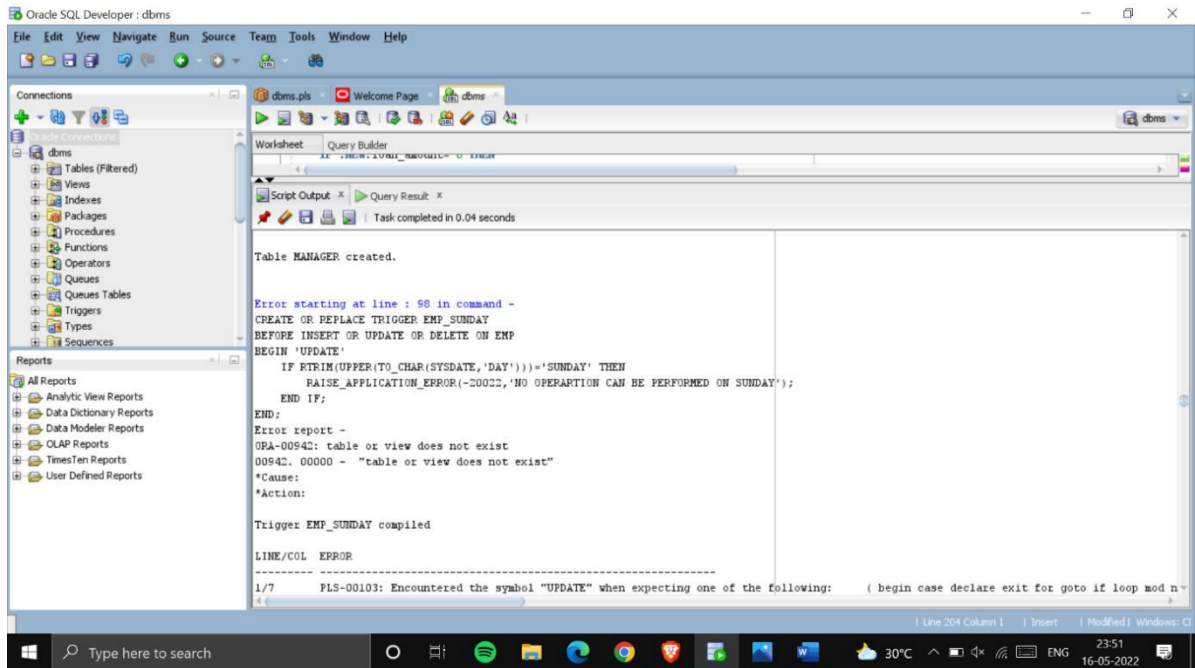 Oracle SQL Developer : dbms
File Edit View Navigate Run Source Team Tools Window Help
Connections
dbms.pls
Welcome Page
dbms
dbms
Oracle Connections
dbms
Tables (Filtered)
Views
Indexes
Packages
Procedures
Functions
Operators
Queues
Queues Tables
Triggers
Types
Sequences
Reports
All Reports
Analytic View Reports
Data Dictionary Reports
Data Modeler Reports
OLAP Reports
TimesTen Reports
User Defined Reports
Worksheet Query Builder
IF :NEW.loan_amount= 0 THEN
Script Output Query Result
Task completed in 0.04 seconds
Table MANAGER created.
Error starting at line : 98 in command -
CREATE OR REPLACE TRIGGER EMP_SUNDAY
BEFORE INSERT OR UPDATE OR DELETE ON EMP
BEGIN 'UPDATE'
IF RTRIM(UPPER(TO_CHAR(SYSDATE,'DAY')))='SUNDAY' THEN
RAISE_APPLICATION_ERROR(-20022,'NO OPERARTION CAN BE PERFORMED ON SUNDAY');
END IF;
END;
Error report -
ORA-00942: table or view does not exist
00942. 00000 - "table or view does not exist"
*Cause:
*Action:
Trigger EMP_SUNDAY compiled
LINE/COL ERROR
--------- -------------------------------------------------------------
1/7 PLS-00103: Encountered the symbol "UPDATE" when expecting one of the following: ( begin case declare exit for goto if loop mod n
Line 204 Column 1 Insert Modified Windows: Cl
Type here to search
30°C
ENG
23:51
16-05-2022